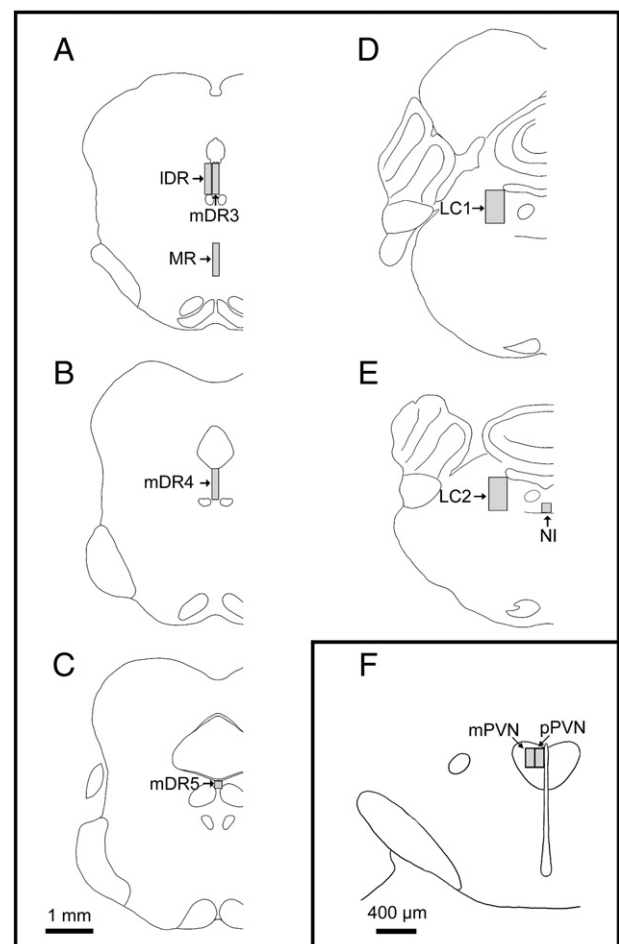 A
lDR
mDR3
MR
B
mDR4
C
mDR5
1 mm
D
LC1
E
LC2
NI
F
mPVN
pPVN
400 µm